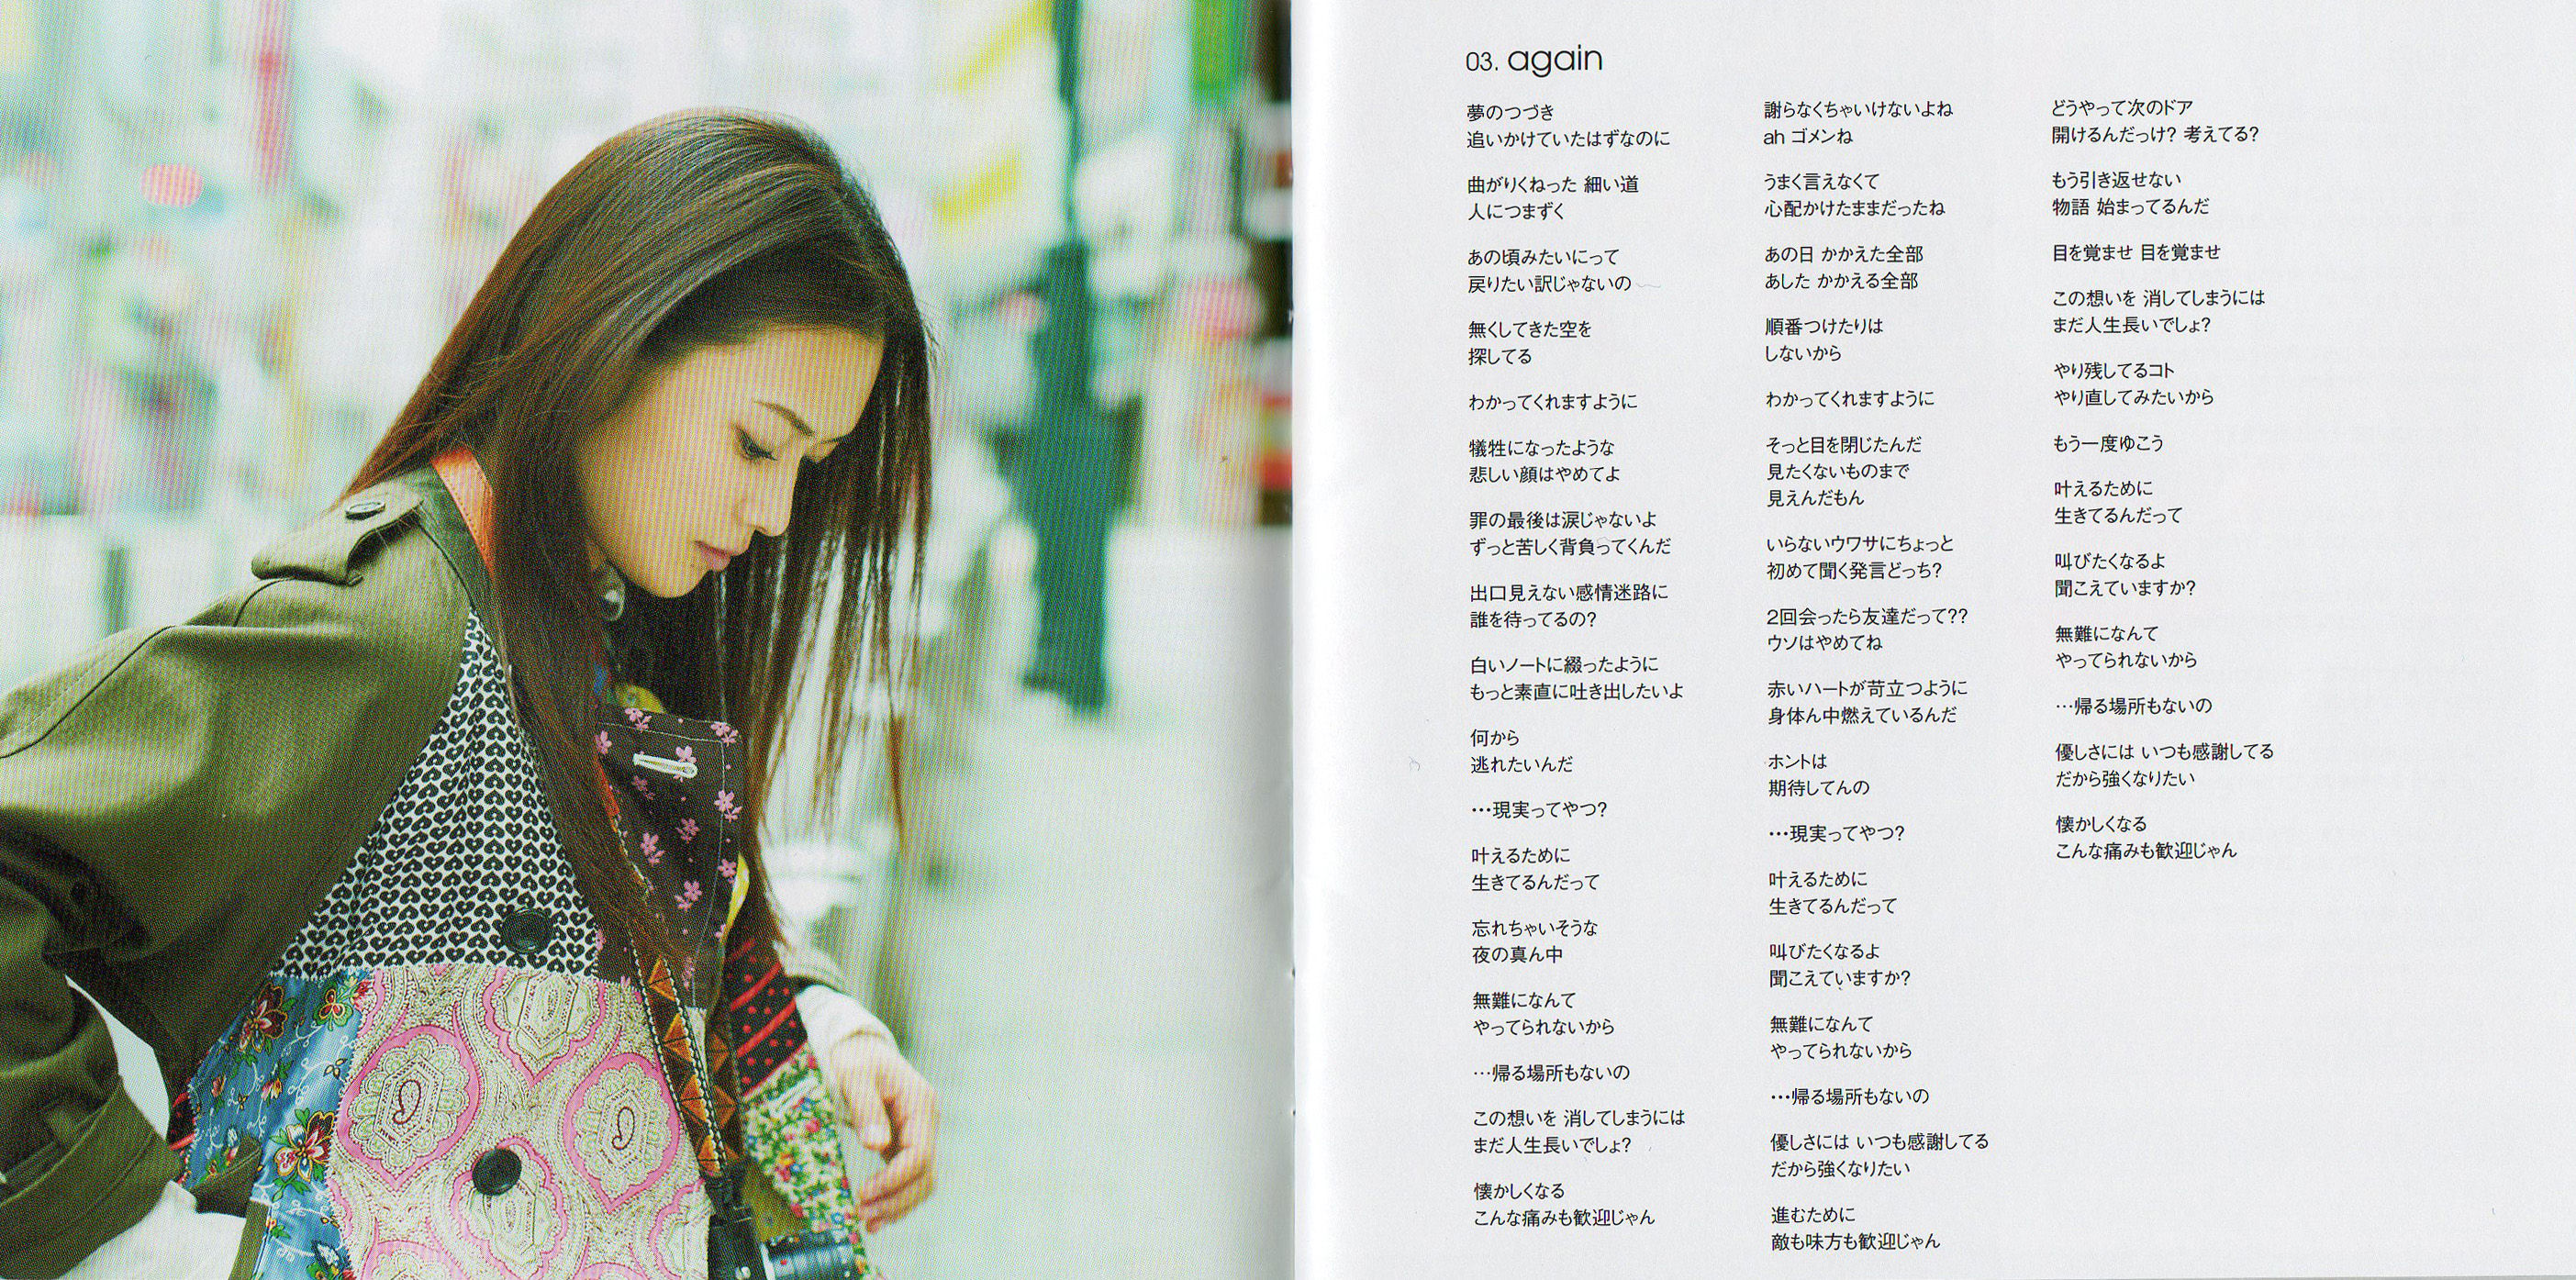 03. again
夢のつづき
追いかけていたはずなのに
曲がりくねった 細い道
人につまずく
あの頃みたいにって
戻りたい訳じゃないの
無くしてきた空を
探してる
わかってくれますように
犠牲になったような
悲しい顔はやめてよ
罪の最後は涙じゃないよ
ずっと苦しく背負ってくんだ
出口見えない感情迷路に
誰を待ってるの?
白いノートに綴ったように
もっと素直に吐き出したいよ
何から
逃れたいんだ
…現実ってやつ?
叶えるために
生きてるんだって
忘れちゃいそうな
夜の真ん中
無難になんて
やってられないから
…帰る場所もないの
この想いを 消してしまうには
まだ人生長いでしょ?
懐かしくなる
こんな痛みも歓迎じゃん
謝らなくちゃいけないよね
ah ゴメンね
うまく言えなくて
心配かけたままだったね
あの日 かかえた全部
あした かかえる全部
順番つけたりは
しないから
わかってくれますように
そっと目を閉じたんだ
見たくないものまで
見えんだもん
いらないウワサにちょっと
初めて聞く発言どっち?
2回会ったら友達だって??
ウソはやめてね
赤いハートが苛立つように
身体ん中燃えているんだ
ホントは
期待してんの
…現実ってやつ?
叶えるために
生きてるんだって
叫びたくなるよ
聞こえていますか?
無難になんて
やってられないから
…帰る場所もないの
優しさには いつも感謝してる
だから強くなりたい
進むために
敵も味方も歓迎じゃん
どうやって次のドア
開けるんだっけ? 考えてる?
もう引き返せない
物語 始まってるんだ
目を覚ませ 目を覚ませ
この想いを 消してしまうには
まだ人生長いでしょ?
やり残してるコト
やり直してみたいから
もう一度ゆこう
叶えるために
生きてるんだって
叫びたくなるよ
聞こえていますか?
無難になんて
やってられないから
…帰る場所もないの
優しさには いつも感謝してる
だから強くなりたい
懐かしくなる
こんな痛みも歓迎じゃん